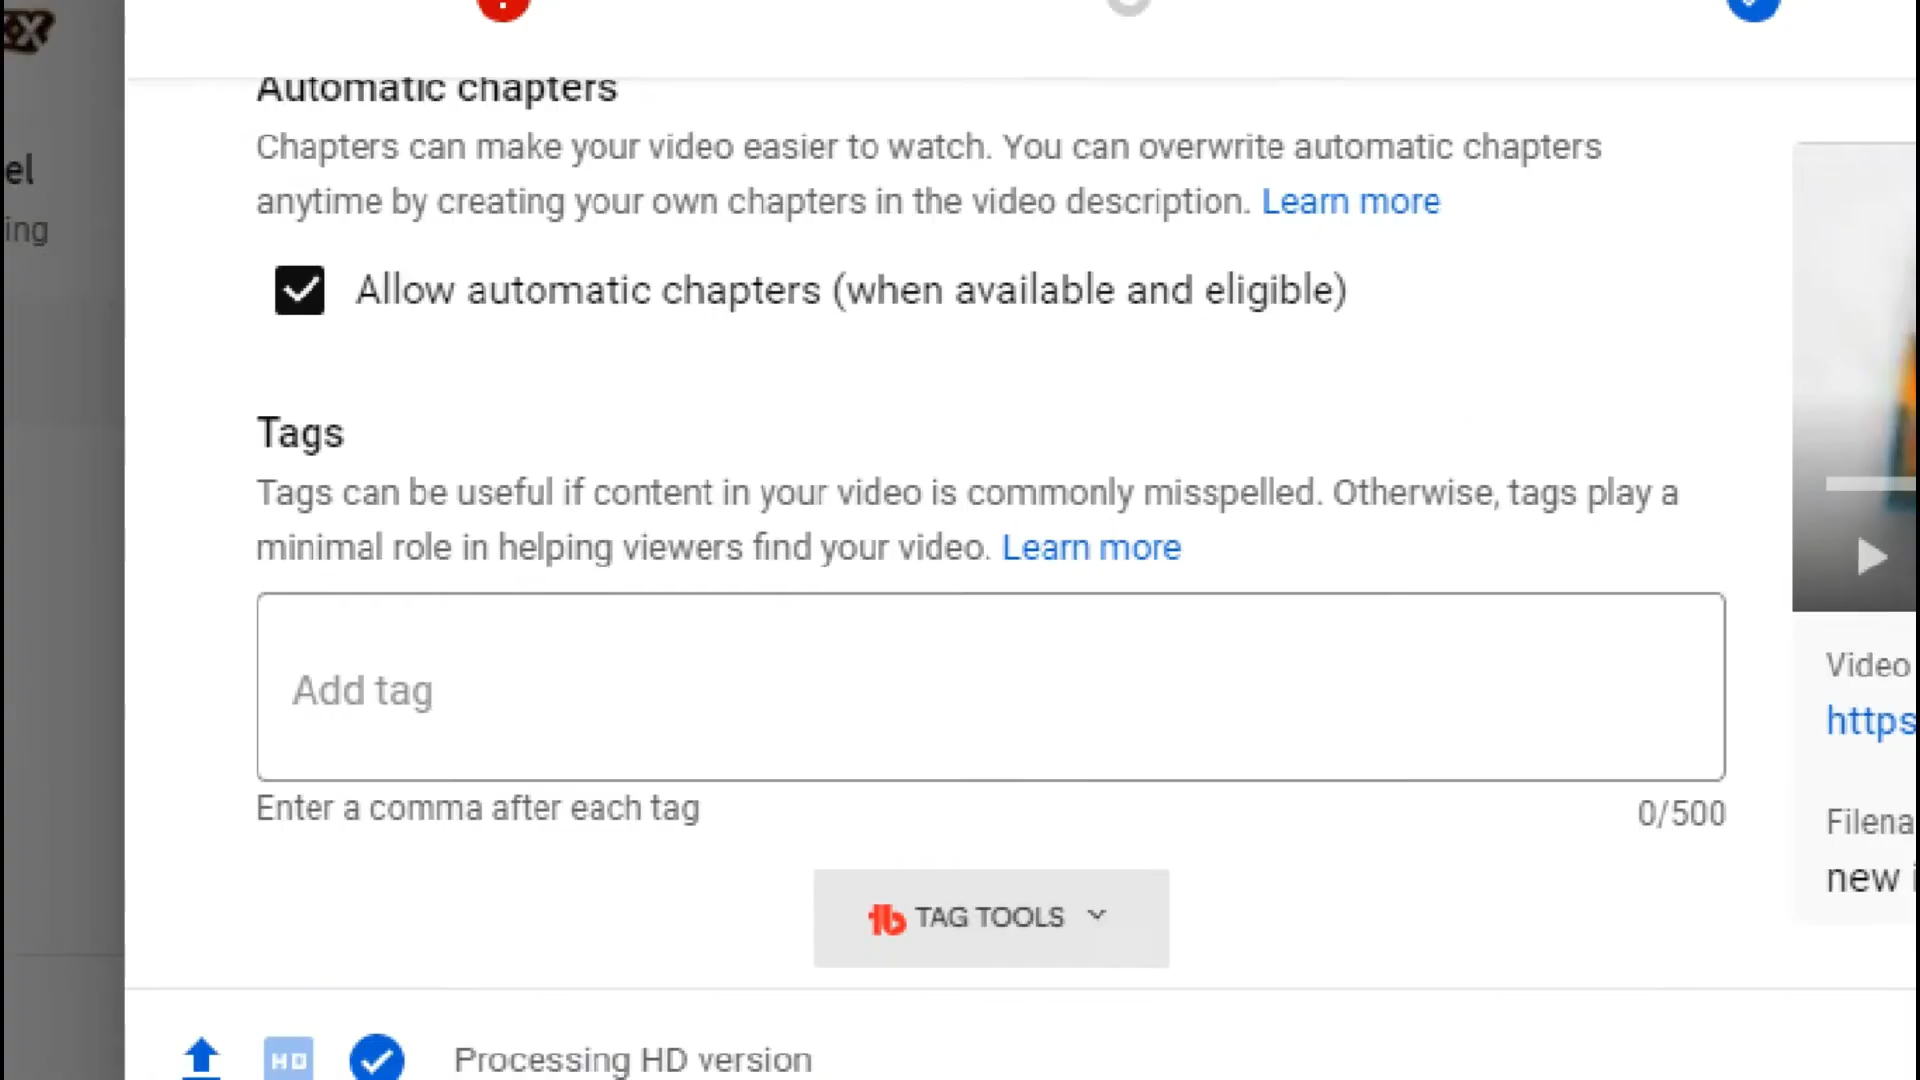 Automatic chapters
Chapters can make your video easier to watch. You can overwrite automatic chapters
el
anytime by creating your own chapters in the video description. Learn more
ing
Allow automatic chapters (when available and eligible)
Tags
Tags can be useful if content in your video is commonly misspelled. Otherwise, tags play a
minimal role in helping viewers find your video. Learn more
Add tag
Enter a comma after each tag
0/500
TAG TOOLS
Video
https
Filena
new
HD
Processing HD version